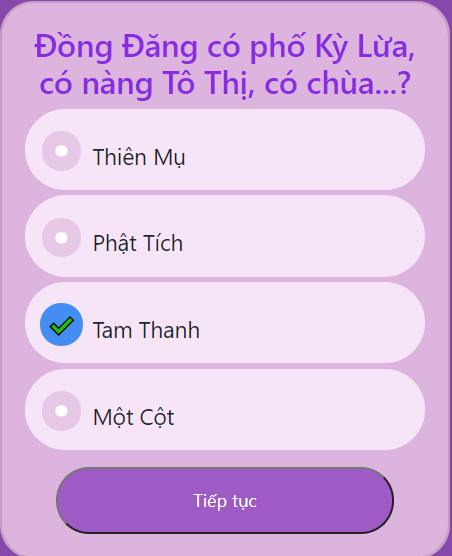 Đồng Đăng có phố Kỳ Lừa,
có nàng Tô Thị, có chùa...?
Thiên Mụ
Phật Tích
Tam Thanh
Một Cột
Tiếp tục